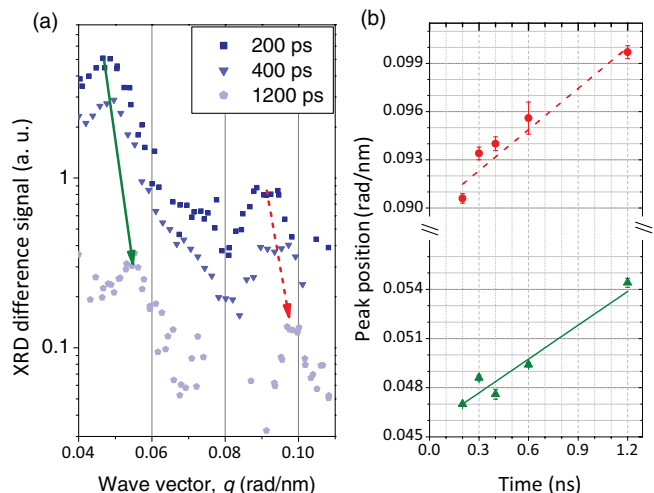 (a)
200 ps
400 ps
1200 ps
XRD difference signal (a. u.)
1
0.1
0.04 0.06 0.08 0.10
Wave vector, q (rad/nm)
(b)
0.099
0.096
0.093
0.090
0.054
0.051
0.048
0.045
Peak position (rad/nm)
0.0 0.3 0.6 0.9 1.2
Time (ns)